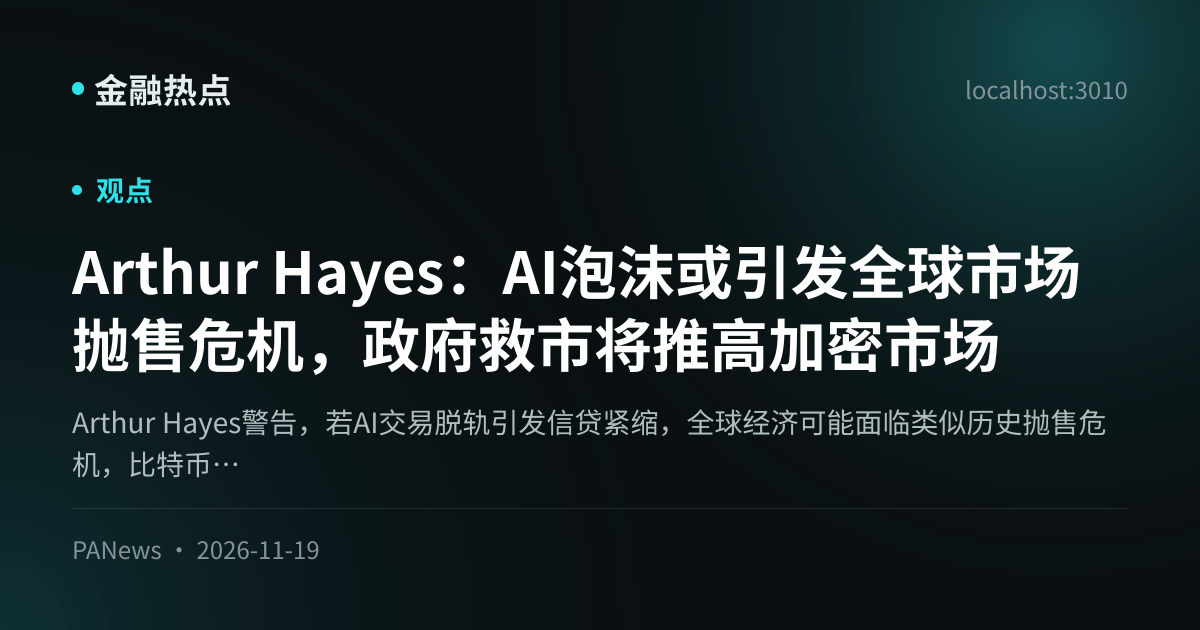 金融热点
localhost:3010
观点
Arthur Hayes：AI泡沫或引发全球市场
抛售危机，政府救市将推高加密市场
Arthur Hayes警告，若AI交易脱轨引发信贷紧缩，全球经济可能面临类似历史抛售危
机，比特币…
PANews • 2026-11-19